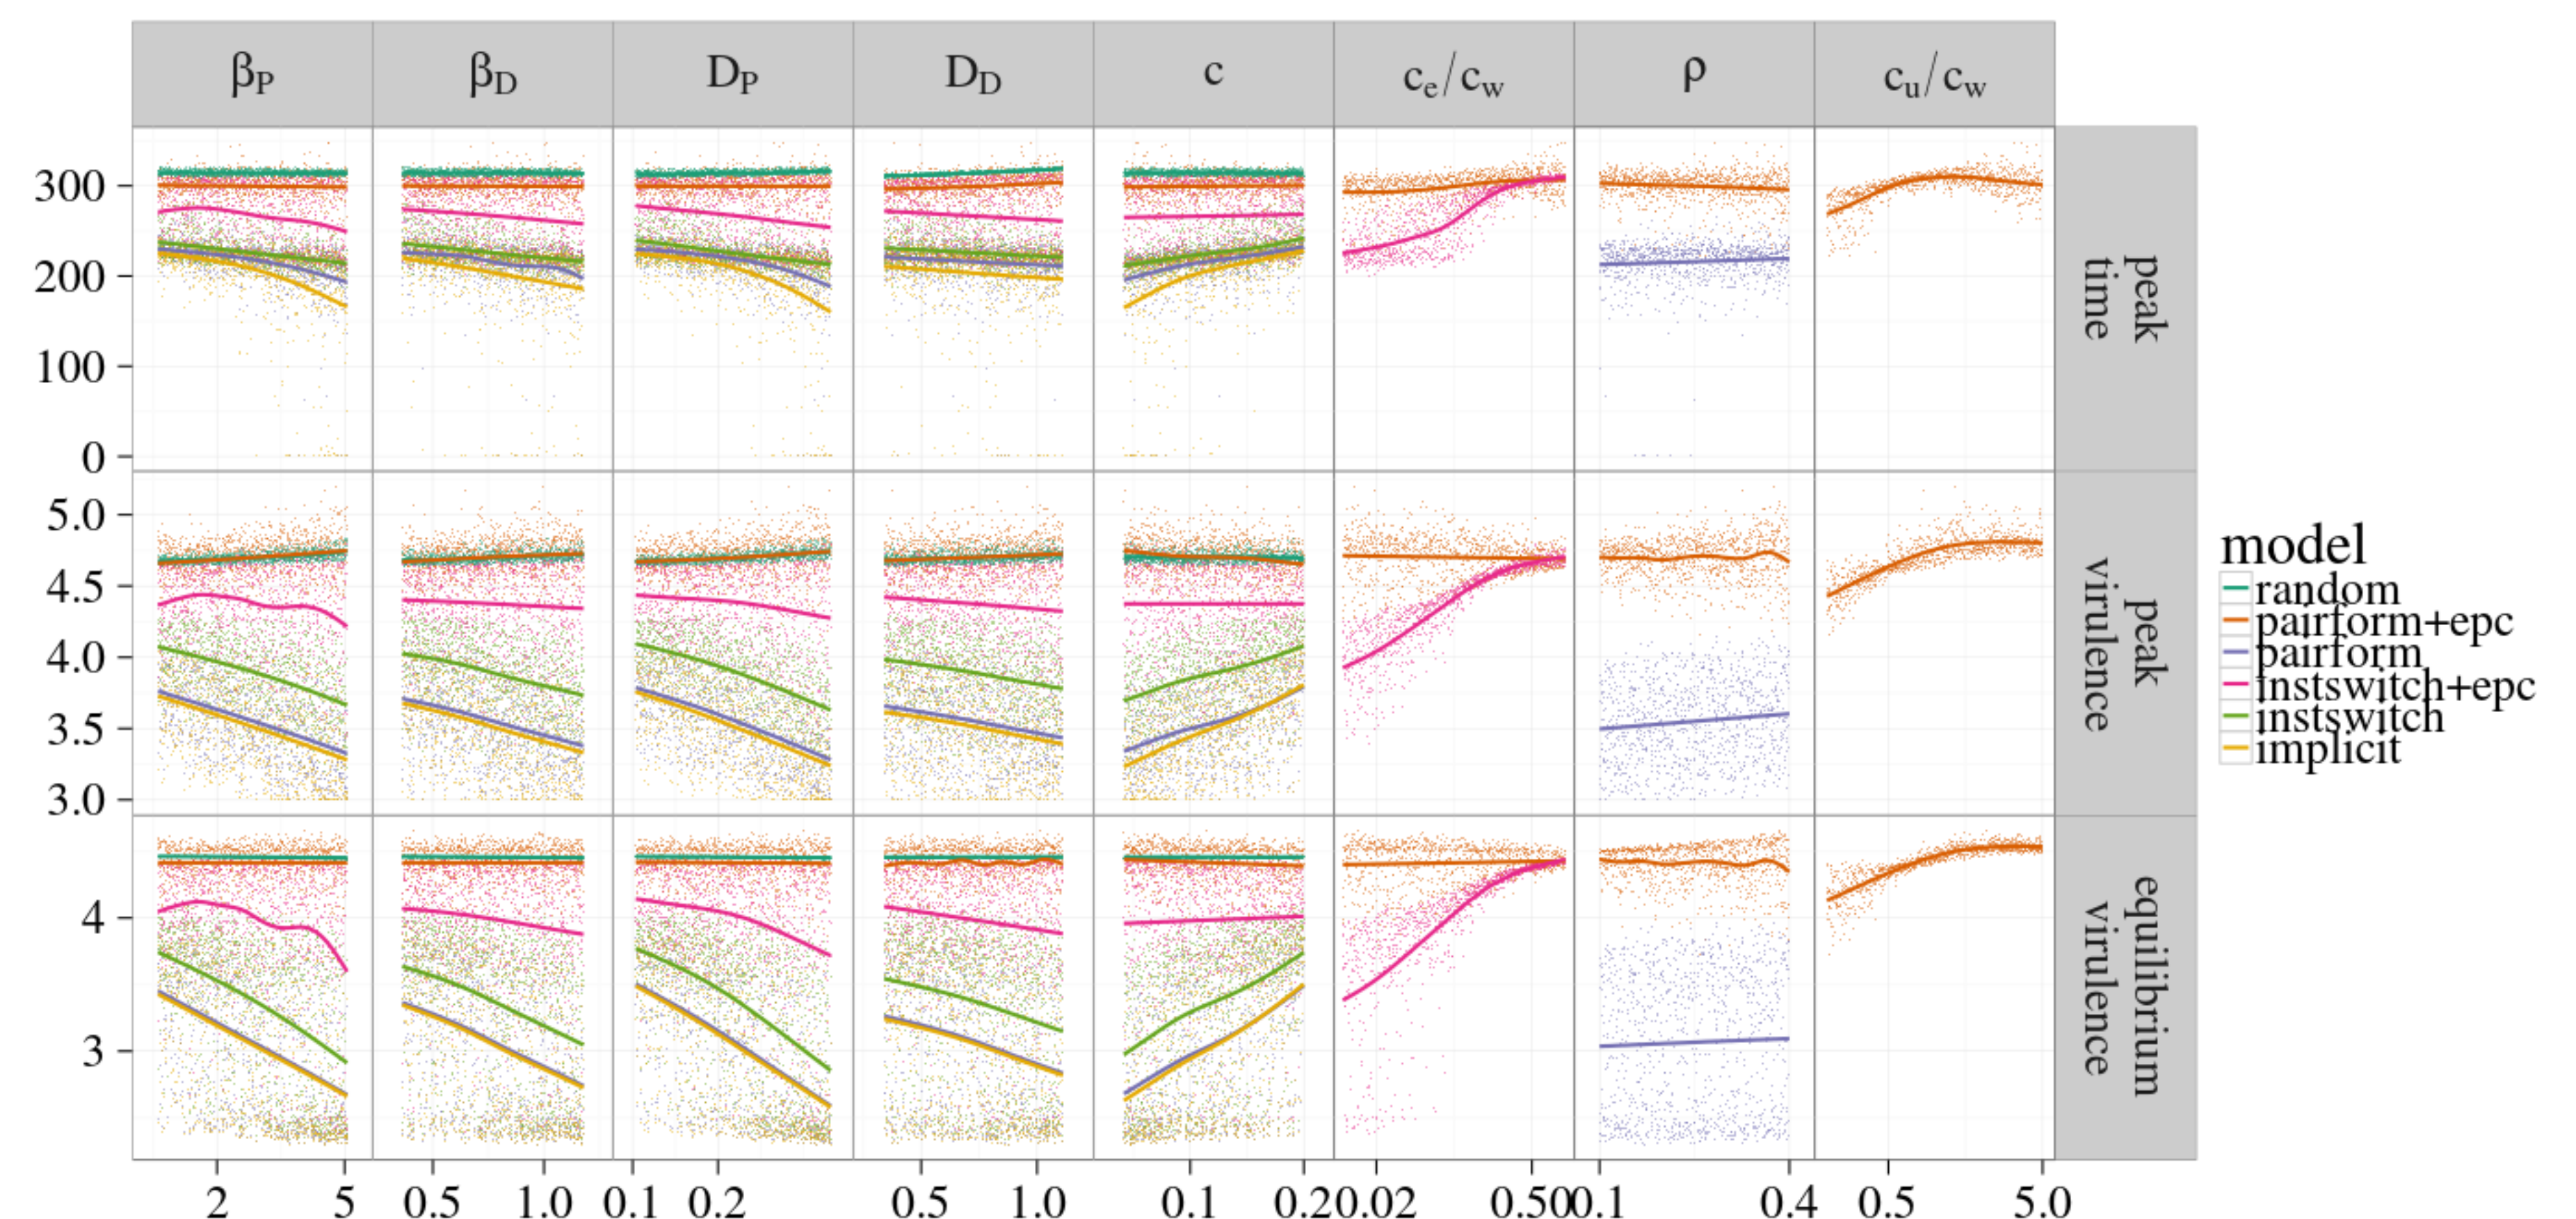 βP βD DP DD c ce/cw ρ cu/cw
300
200
100
0
peak
time
5.0
4.5
4.0
3.5
3.0
peak
virulence
4
3
equilibrium
virulence
2 5 0.5 1.0 0.1 0.2 0.5 1.0 0.1 0.2 0.02 0.50 0.1 0.4 0.5 5.0
model
random
pairform+epc
pairform
instswitch+epc
instswitch
implicit